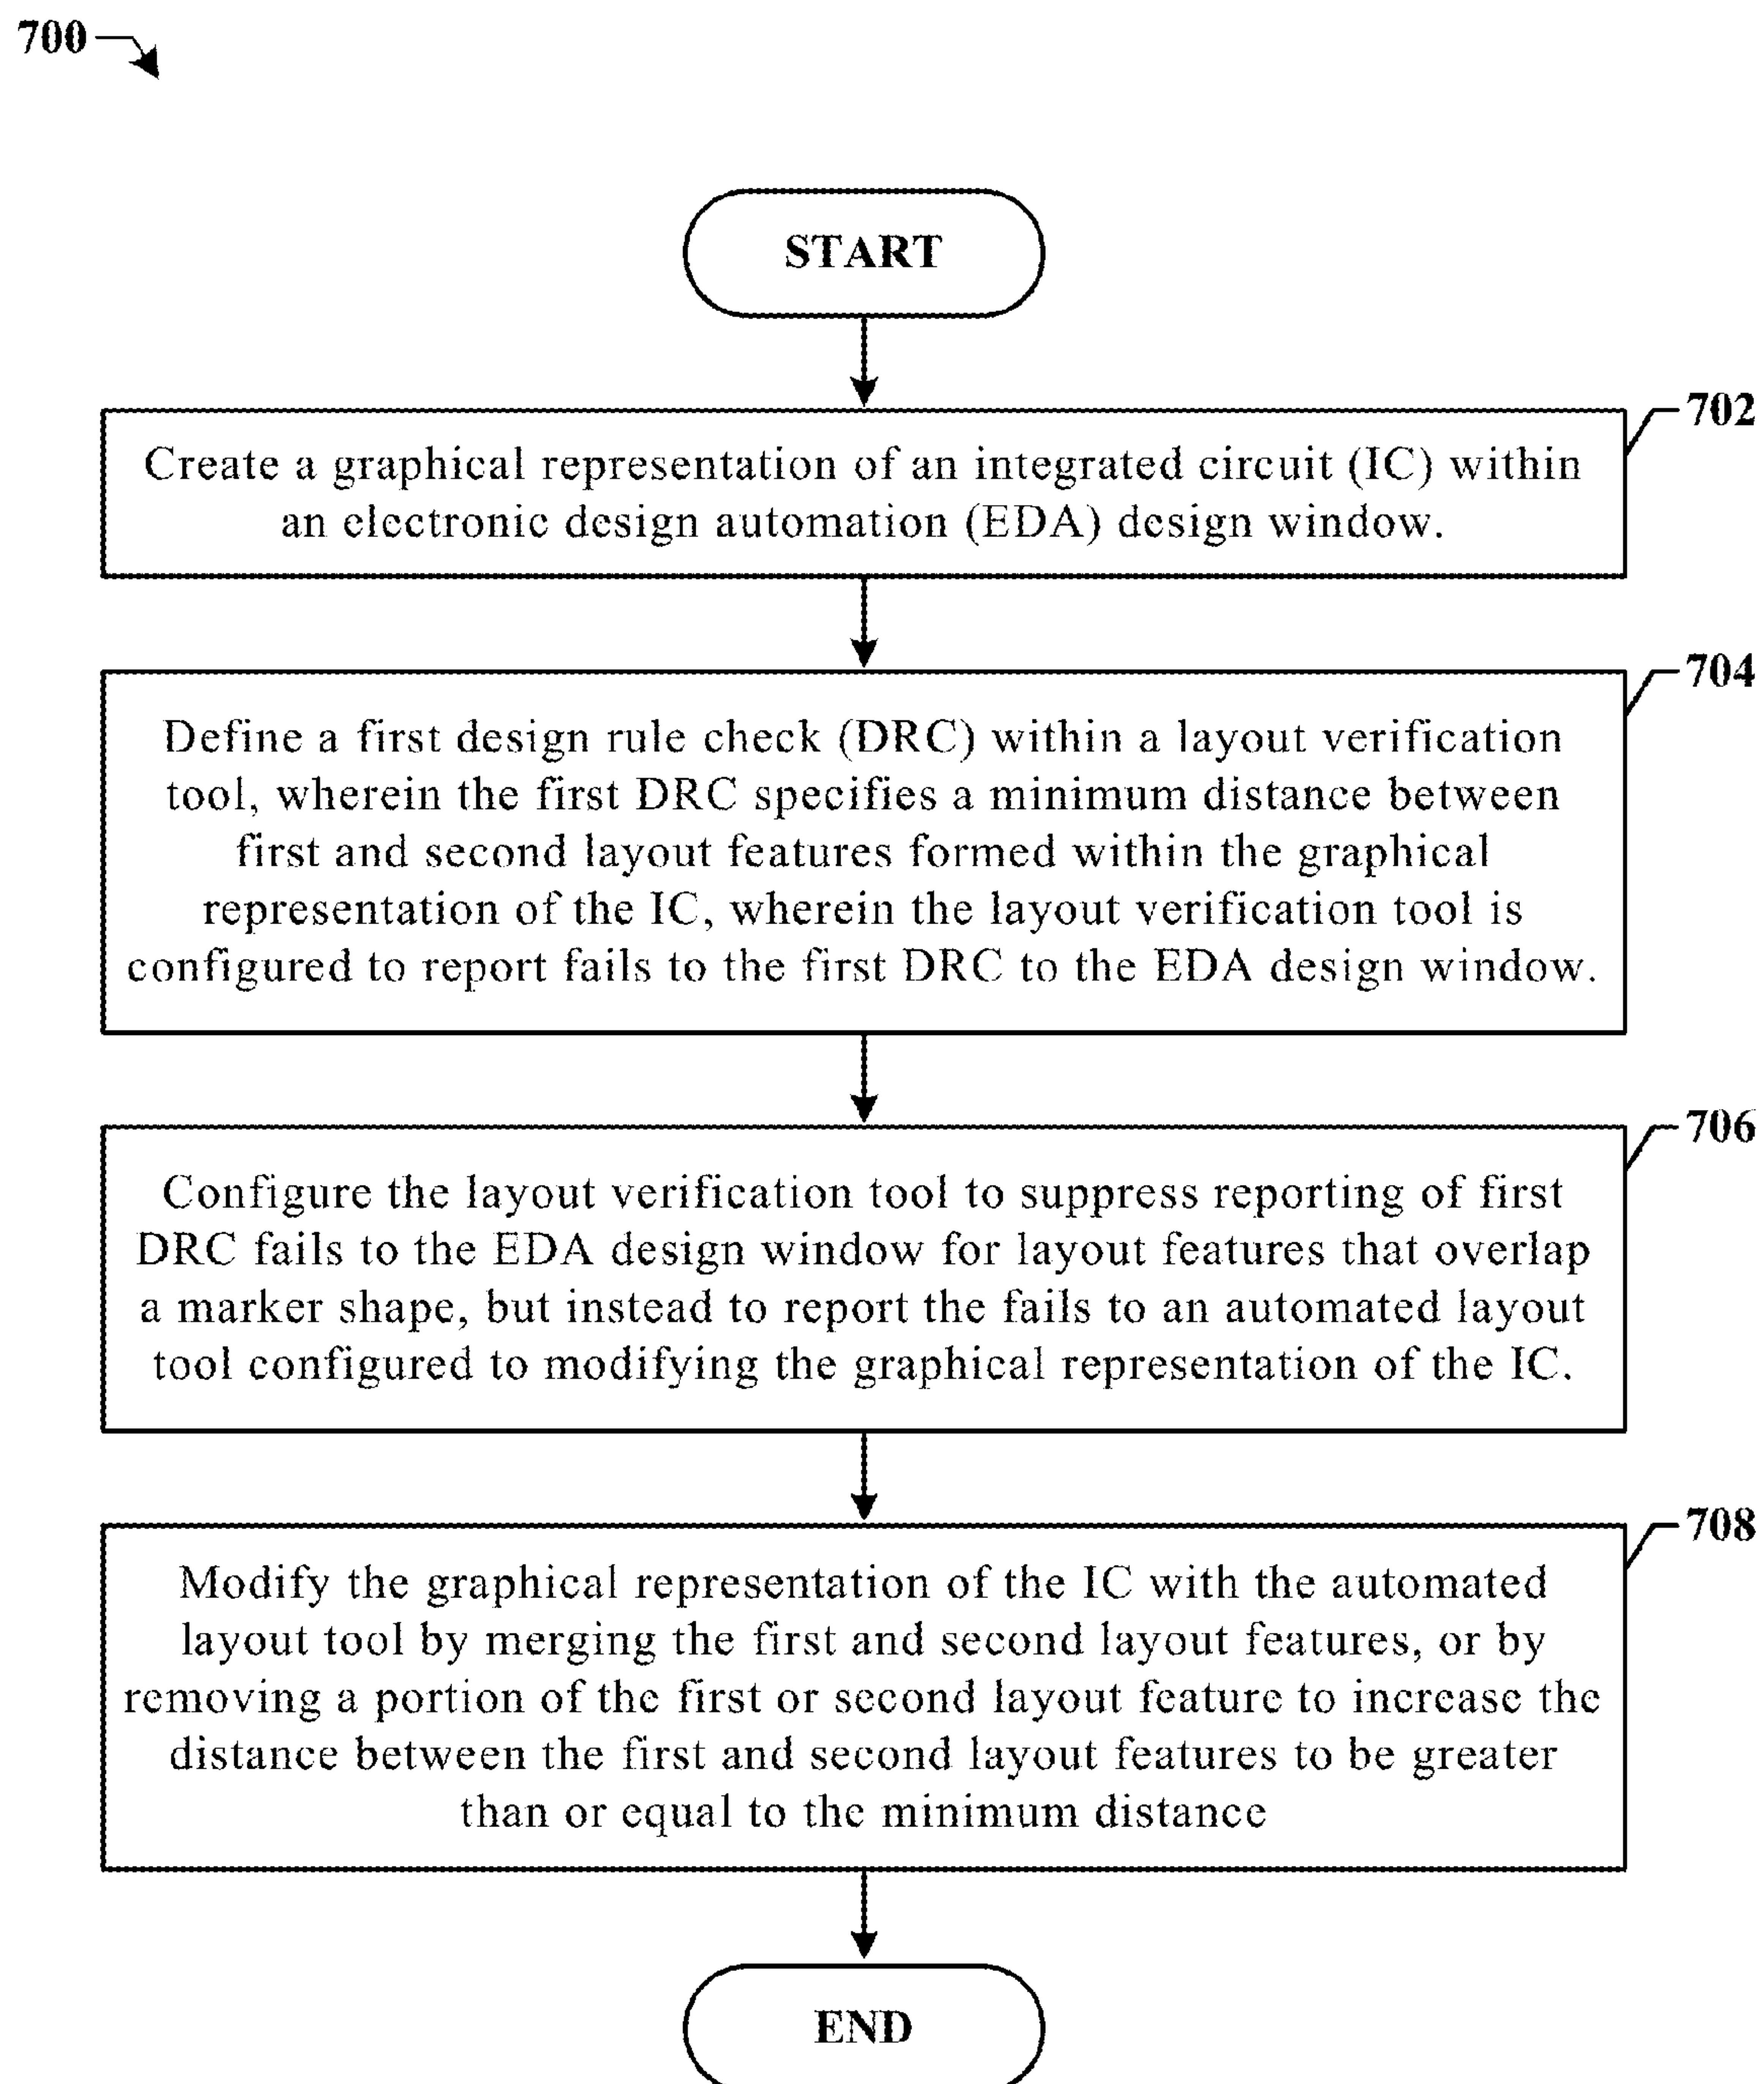 700
START
702
Create a graphical representation of an integrated circuit (IC) within
an electronic design automation (EDA) design window.
704
Define a first design rule check (DRC) within a layout verification
tool, wherein the first DRC specifies a minimum distance between
first and second layout features formed within the graphical
representation of the IC, wherein the layout verification tool is
configured to report fails to the first DRC to the EDA design window.
706
Configure the layout verification tool to suppress reporting of first
DRC fails to the EDA design window for layout features that overlap
a marker shape, but instead to report the fails to an automated layout
tool configured to modifying the graphical representation of the IC.
708
Modify the graphical representation of the IC with the automated
layout tool by merging the first and second layout features, or by
removing a portion of the first or second layout feature to increase the
distance between the first and second layout features to be greater
than or equal to the minimum distance
END